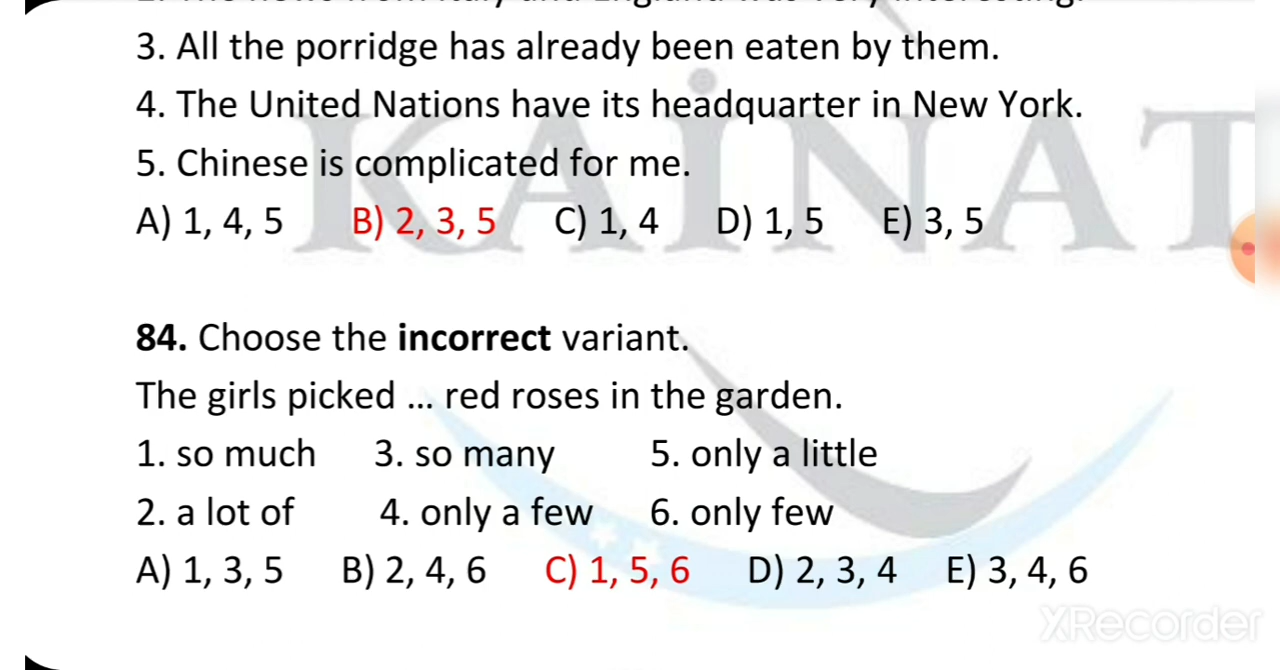 3. All the porridge has already been eaten by them.
4. The United Nations have its headquarter in New York.
5. Chinese is complicated for me.
A) 1, 4, 5 B) 2, 3, 5 C) 1, 4 D) 1, 5 E) 3, 5
84. Choose the incorrect variant.
The girls picked ... red roses in the garden.
1. so much 3. so many 5. only a little
2. a lot of 4. only a few 6. only few
A) 1, 3, 5 B) 2, 4, 6 C) 1, 5, 6 D) 2, 3, 4 E) 3, 4, 6
KAİNAT
XRecorder